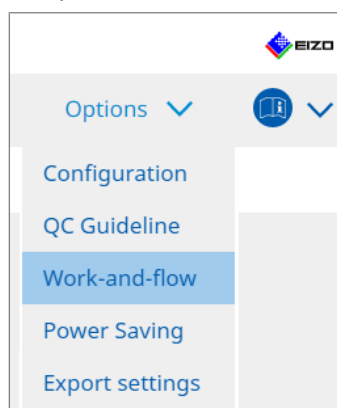 EIZO
Options
Configuration
QC Guideline
Work-and-flow
Power Saving
Export settings